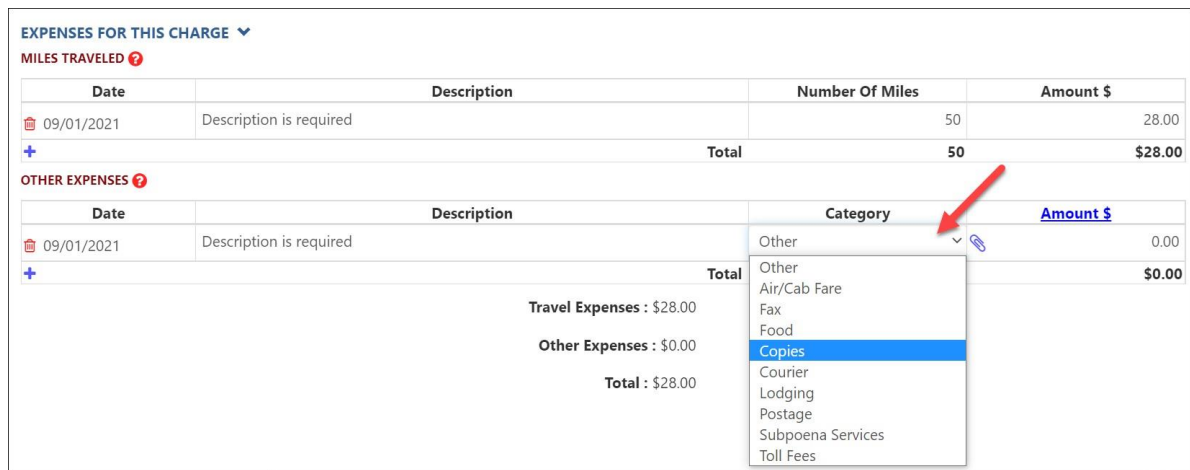 EXPENSES FOR THIS CHARGE
MILES TRAVELED ?
Date Description Number Of Miles Amount $
09/01/2021 Description is required 50 28.00
+ Total 50 $28.00
OTHER EXPENSES ?
Date Description Category Amount $
09/01/2021 Description is required Other 0.00
+ Total $0.00
Other
Air/Cab Fare
Fax
Food
Copies
Courier
Lodging
Postage
Subpoena Services
Toll Fees
Travel Expenses : $28.00
Other Expenses : $0.00
Total : $28.00